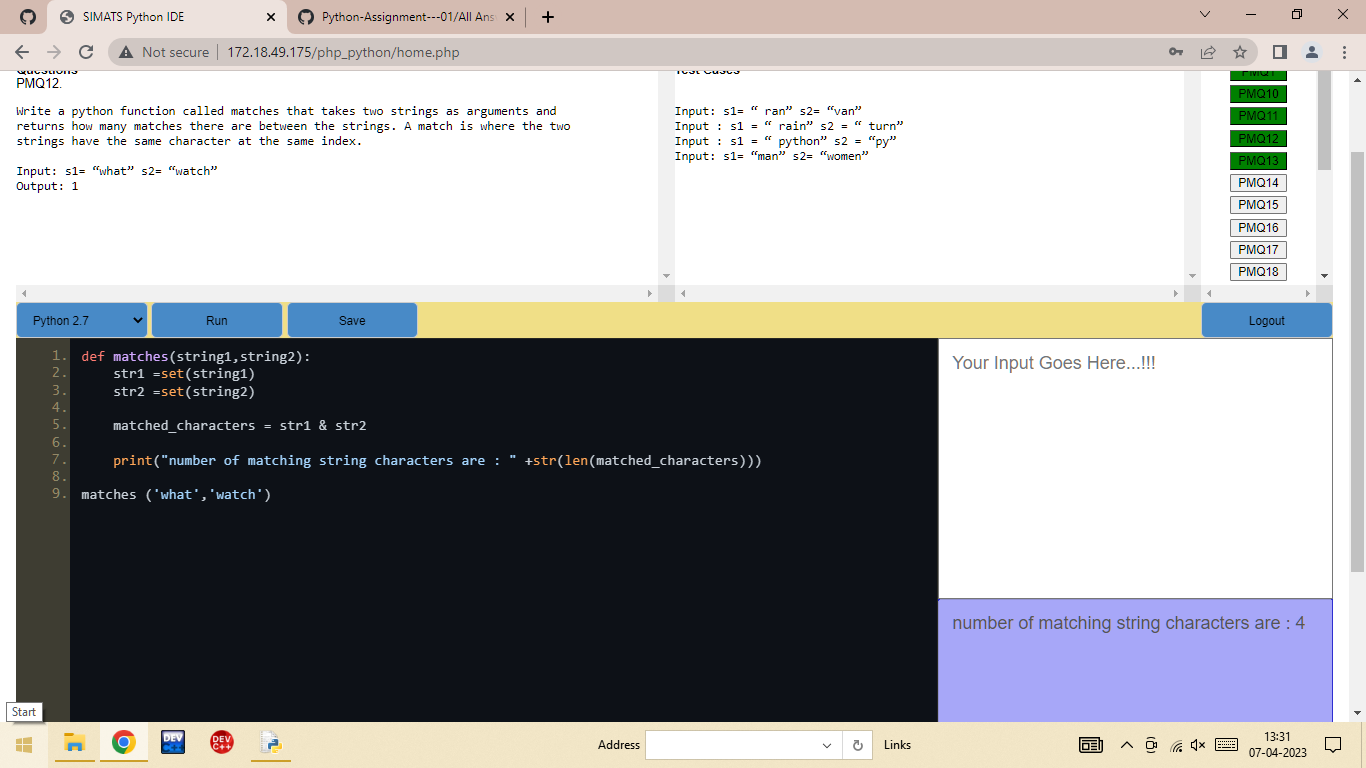 SIMATS Python IDE
Python-Assignment---01/All Ans
Not secure
172.18.49.175/php_python/home.php
Questions
PMQ12.
Write a python function called matches that takes two strings as arguments and
returns how many matches there are between the strings. A match is where the two
strings have the same character at the same index.
Input: s1= “what” s2= “watch”
Output: 1
Test Cases
Input: s1= “ ran” s2= “van”
Input : s1 = “ rain” s2 = “ turn”
Input : s1 = “ python” s2 = “py”
Input: s1= “man” s2= “women”
PMQ1
PMQ10
PMQ11
PMQ12
PMQ13
PMQ14
PMQ15
PMQ16
PMQ17
PMQ18
Python 2.7
Run
Save
Logout
1. def matches(string1,string2):
2. str1 =set(string1)
3. str2 =set(string2)
4.
5. matched_characters = str1 & str2
6.
7. print("number of matching string characters are : " +str(len(matched_characters)))
8.
9. matches ('what','watch')
Your Input Goes Here...!!!
number of matching string characters are : 4
Start
DEV
C++
DEV
C++
Address
Links
13:31
07-04-2023